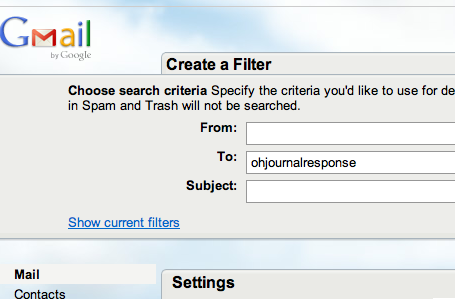 Gmail
by Google
Create a Filter
Choose search criteria Specify the criteria you'd like to use for de
in Spam and Trash will not be searched.
From:
To: ohjournalresponse
Subject:
Show current filters
Mail
Settings
Contacts